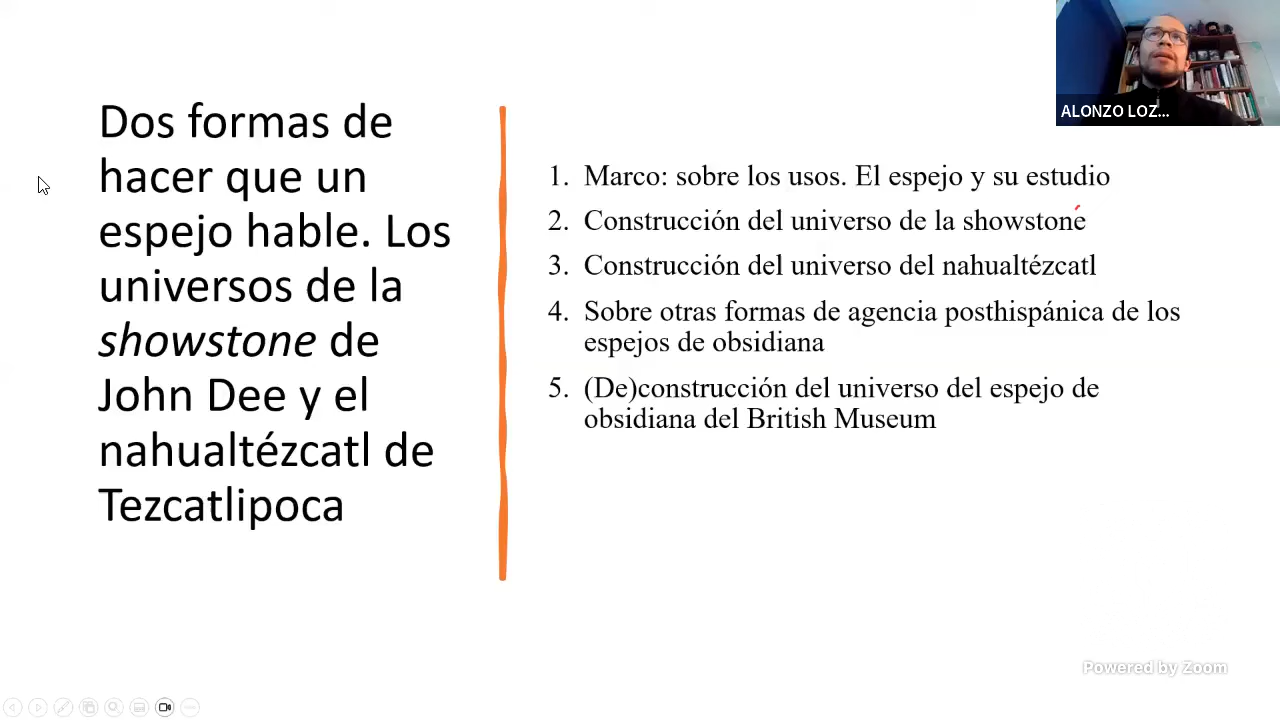 Dos formas de
hacer que un
espejo hable. Los
universos de la
showstone de
John Dee y el
nahualtézcatl de
Tezcatlipoca
1. Marco: sobre los usos. El espejo y su estudio
2. Construcción del universo de la showstone
3. Construcción del universo del nahualtézcatl
4. Sobre otras formas de agencia posthispánica de los
espejos de obsidiana
5. (De)construcción del universo del espejo de
obsidiana del British Museum
ALONZO LOZ...
Powered by Zoom